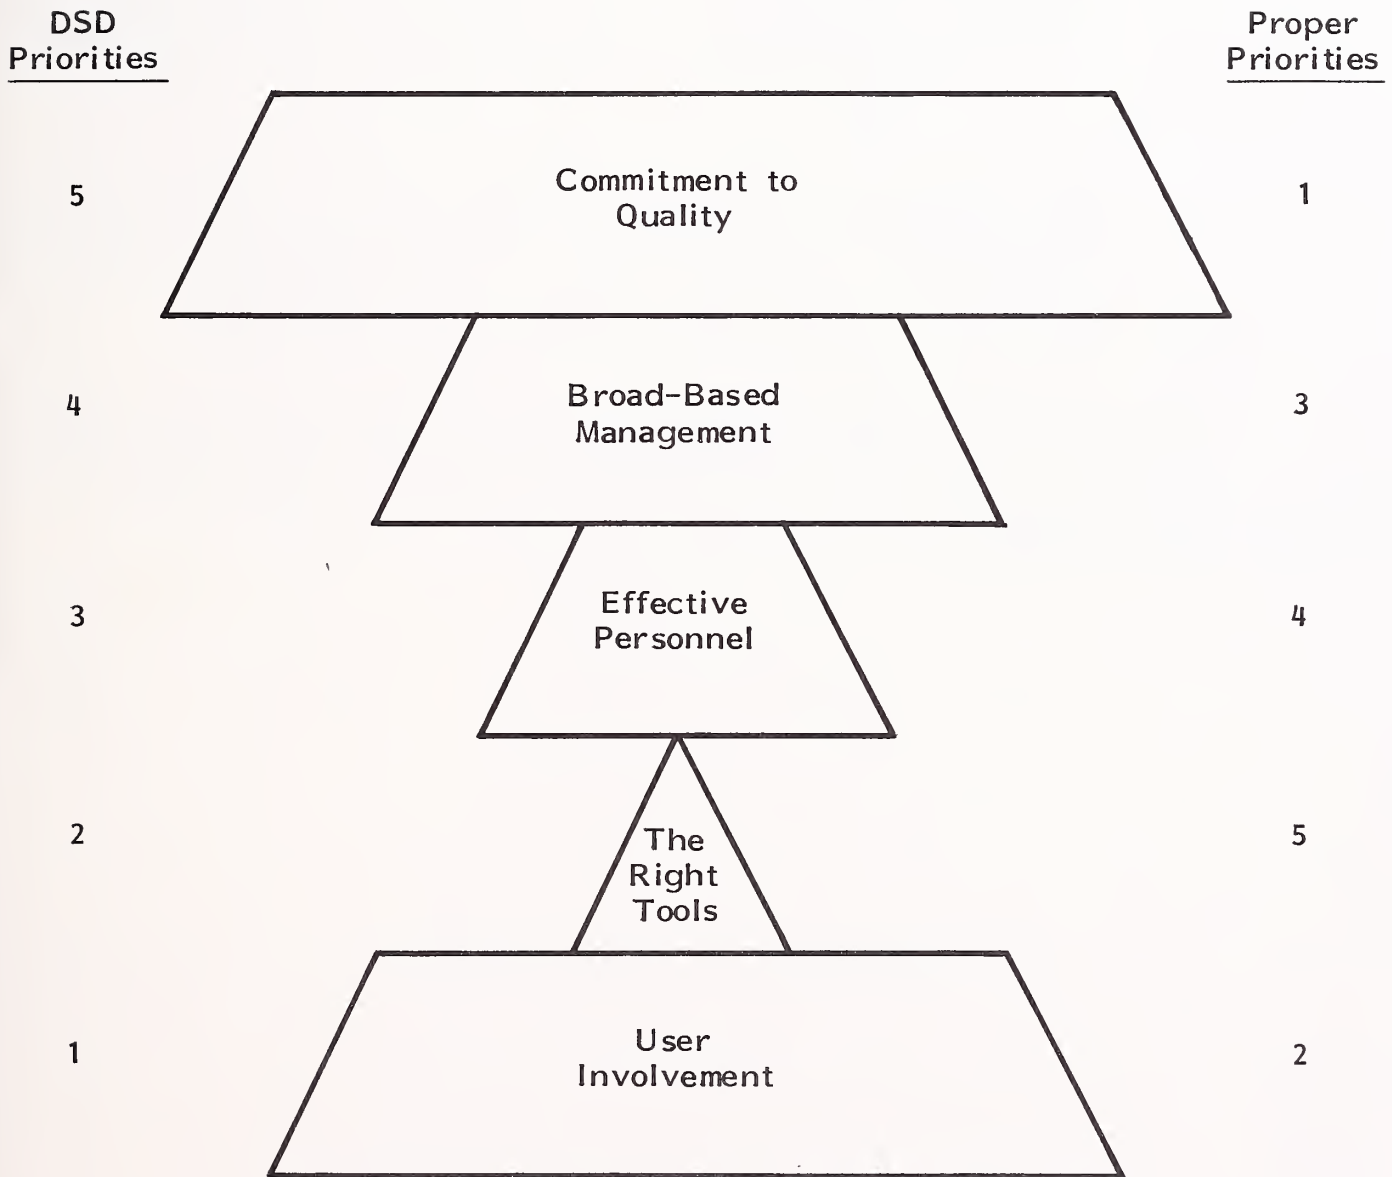 DSD
Priorities
Proper
Priorities
5
Commitment to
Quality
1
4
Broad-Based
Management
3
3
Effective
Personnel
4
2
The
Right
Tools
5
1
User
Involvement
2